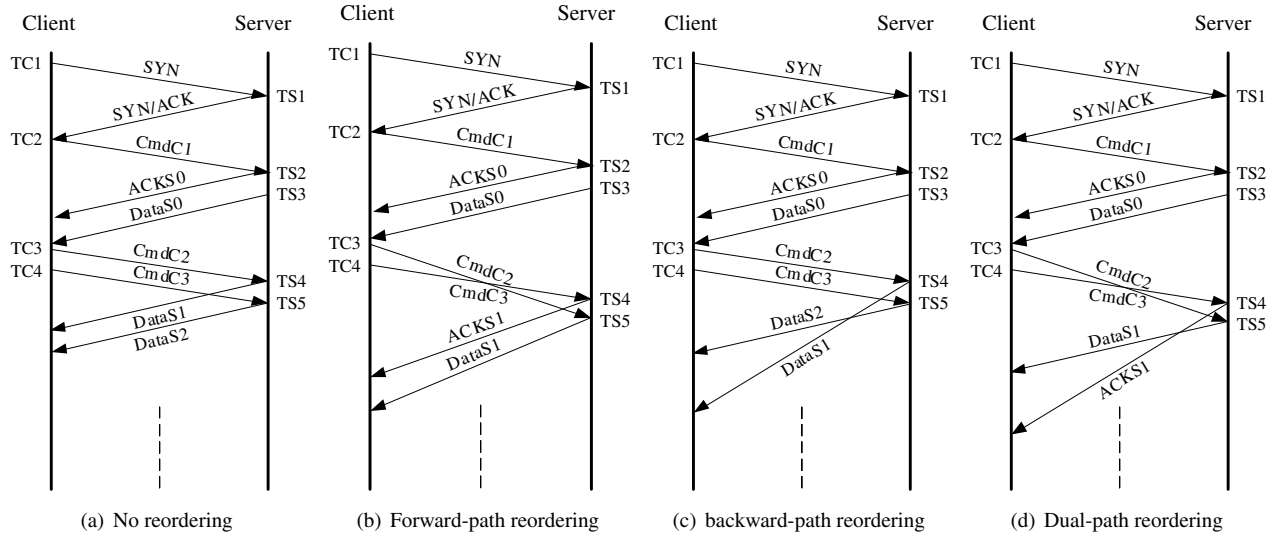 Client Server
TC1
SYN
TS1
SYN/ACK
TC2
CmdC1
TS2
ACKS0
TS3
DataS0
TC3
CmdC2
TC4
CmdC3
TS4
TS5
DataS1
DataS2
(a) No reordering
Client Server
TC1
SYN
TS1
SYN/ACK
TC2
CmdC1
TS2
ACKS0
TS3
DataS0
TC3
TC4
CmdC2
CmdC3
TS4
TS5
ACKS1
DataS1
(b) Forward-path reordering
Client Server
TC1
SYN
TS1
SYN/ACK
TC2
CmdC1
TS2
ACKS0
TS3
DataS0
TC3
CmdC2
TC4
CmdC3
TS4
TS5
DataS2
DataS1
(c) backward-path reordering
Client Server
TC1
SYN
TS1
SYN/ACK
TC2
CmdC1
TS2
ACKS0
TS3
DataS0
TC3
TC4
CmdC2
CmdC3
TS4
TS5
DataS1
ACKS1
(d) Dual-path reordering